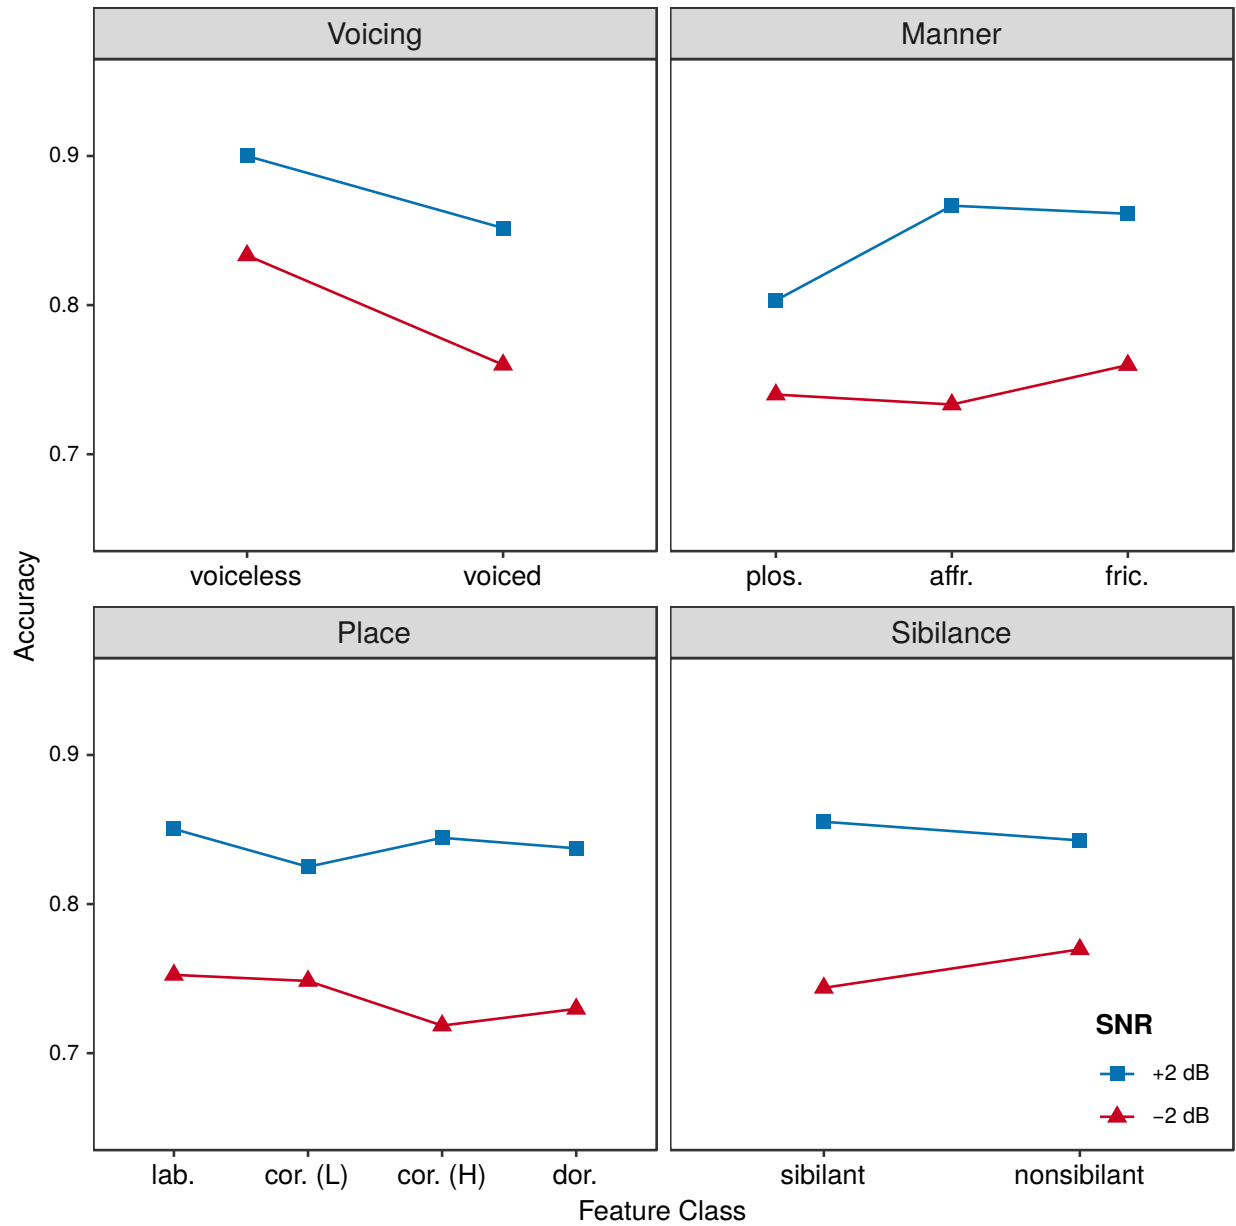 Voicing
Manner
0.9
0.8
0.7
voiceless voiced
plos. affr. fric.
Accuracy
Place
Sibilance
0.9
0.8
0.7
SNR
+2 dB
−2 dB
lab. cor. (L) cor. (H) dor.
sibilant nonsibilant
Feature Class